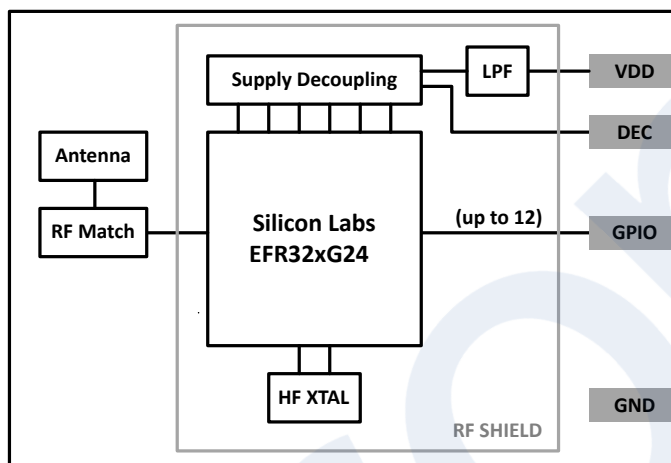 Supply Decoupling
LPF
VDD
DEC
Antenna
RF Match
Silicon Labs
EFR32xG24
(up to 12)
GPIO
HF XTAL
GND
RF SHIELD